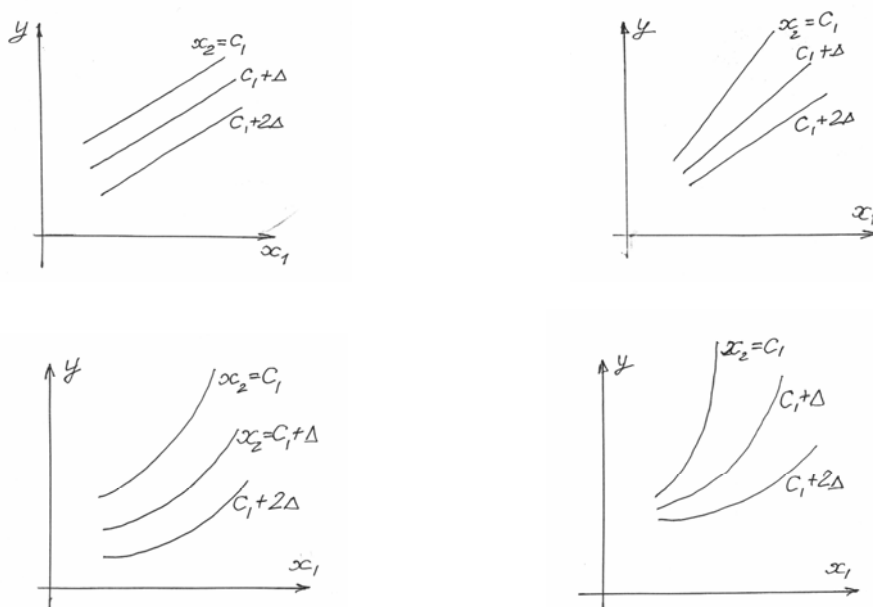 y
x₂=C₁
C₁+Δ
C₁+2Δ
x₁
y
x₂=C₁
C₁+Δ
C₁+2Δ
x₁
y
x₂=C₁
x₂=C₁+Δ
C₁+2Δ
x₁
y
x₂=C₁
C₁+Δ
C₁+2Δ
x₁